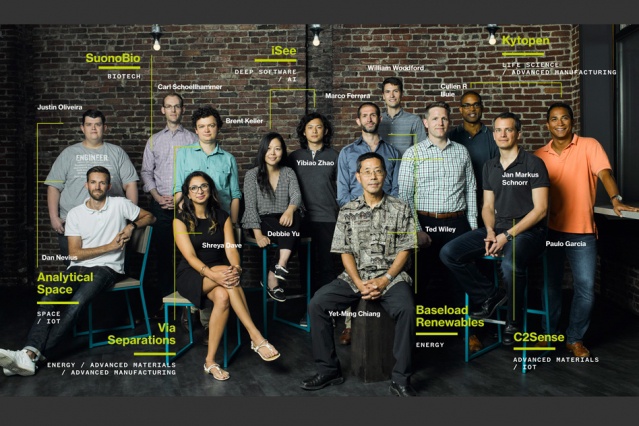 SuonoBio
BIOTECH
iSee
DEEP SOFTWARE
/ AI
Kytopen
LIFE SCIENCE
/ ADVANCED MANUFACTURING
William Woodford
Carl Schoellhammer
Marco Ferrera
Cullen R
Buie
Justin Oliveira
Brent Keller
ENGINEER
Yibiao Zhao
Jan Markus
Schnorr
Debbie Yu
Ted Wiley
Shreya Dave
Paulo Garcia
Dan Nevius
Analytical
Space
SPACE
/ IOT
Yet-Ming Chiang
Baseload
Renewables
ENERGY
Via
Separations
ENERGY / ADVANCED MATERIALS
/ ADVANCED MANUFACTURING
C2Sense
ADVANCED MATERIALS
/ IOT